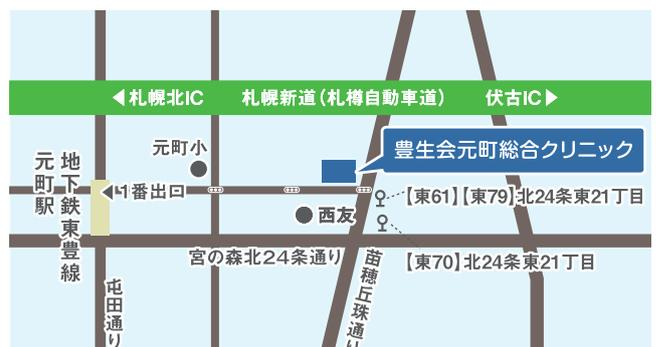 ◀札幌北IC 札幌新道（札樽自動車道） 伏古IC▶
豊生会元町総合クリニック
元町小
地下鉄東豊線
元町駅
◀1番出口
西友
【東61】【東79】北24条東21丁目
宮の森北24条通り
【東70】北24条東21丁目
屯田通り
苗穂丘珠通り